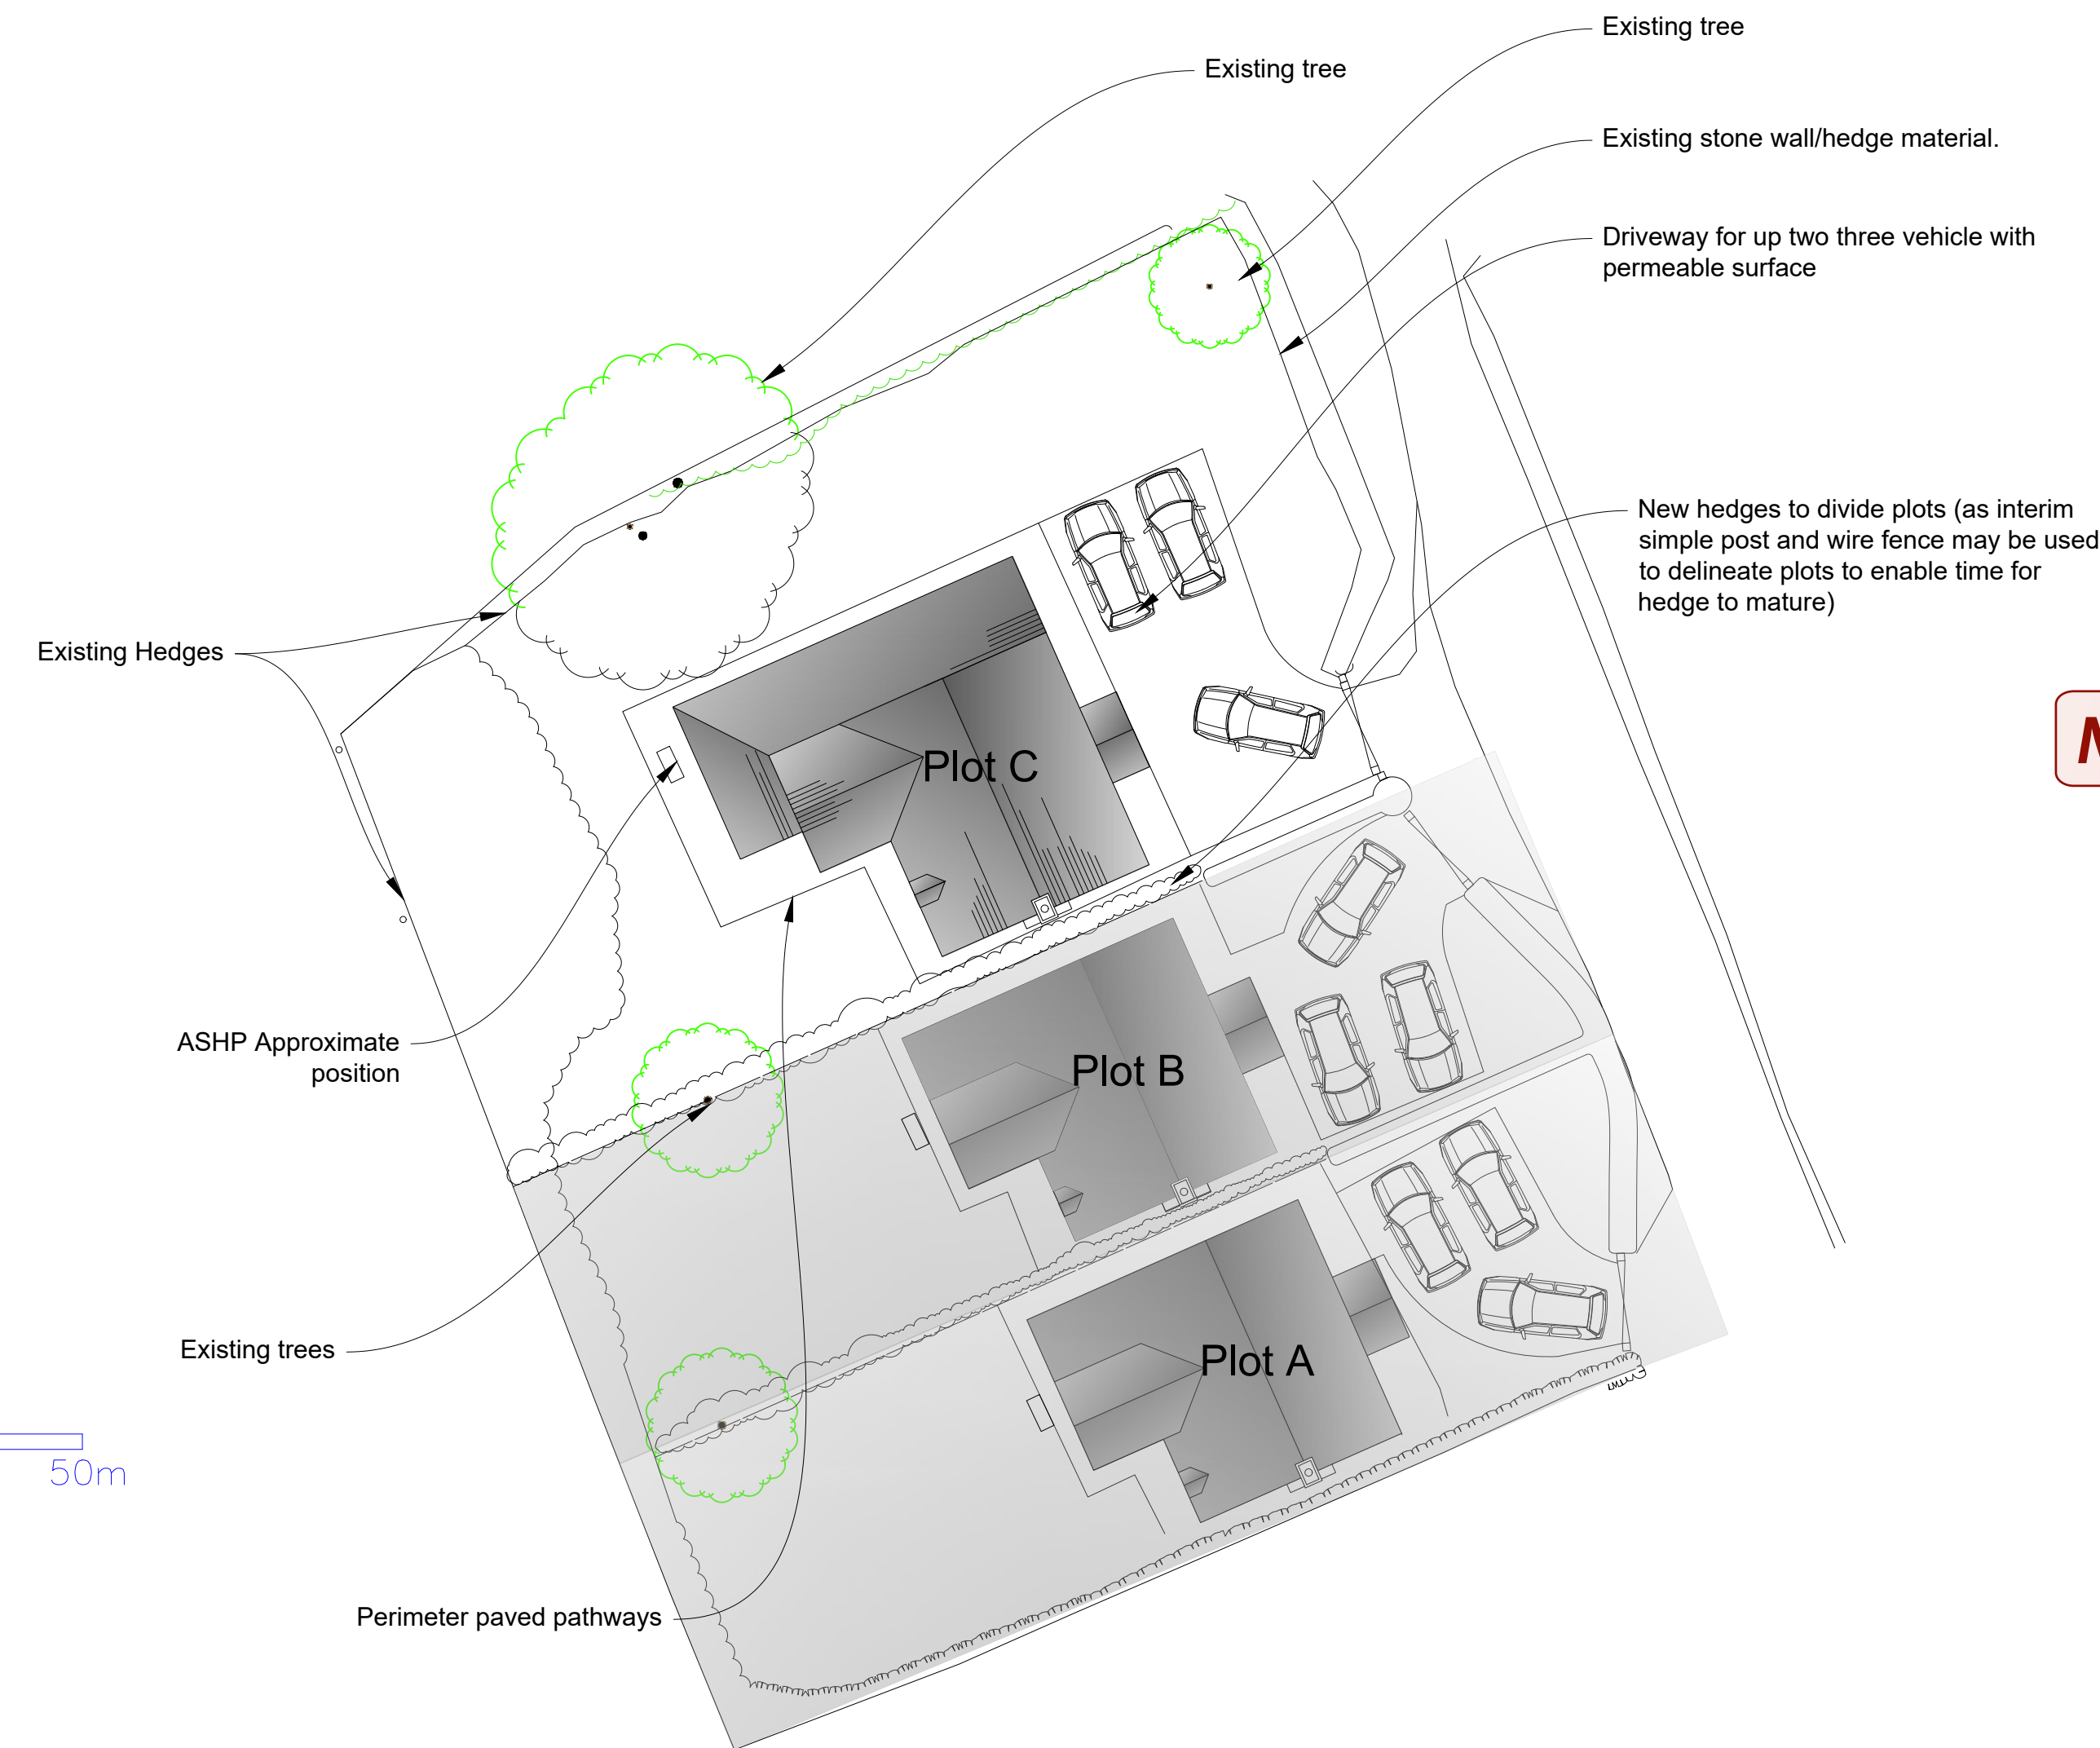 Existing tree
Existing tree
Existing stone wall/hedge material.
Driveway for up two three vehicle with
permeable surface
New hedges to divide plots (as interim
simple post and wire fence may be used
to delineate plots to enable time for
hedge to mature)
Existing Hedges
Plot C
ASHP Approximate
position
Plot B
Existing trees
Plot A
50m
Perimeter paved pathways